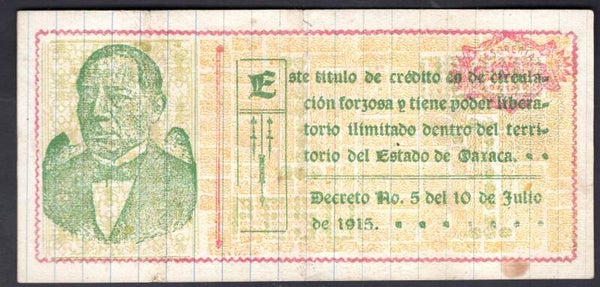 Este titulo de crédito es de circula-
ción forzosa y tiene poder libera-
torio ilimitado dentro del terri-
torio del Estado de Oaxaca.
Decreto No. 5 del 10 de Julio
de 1915.